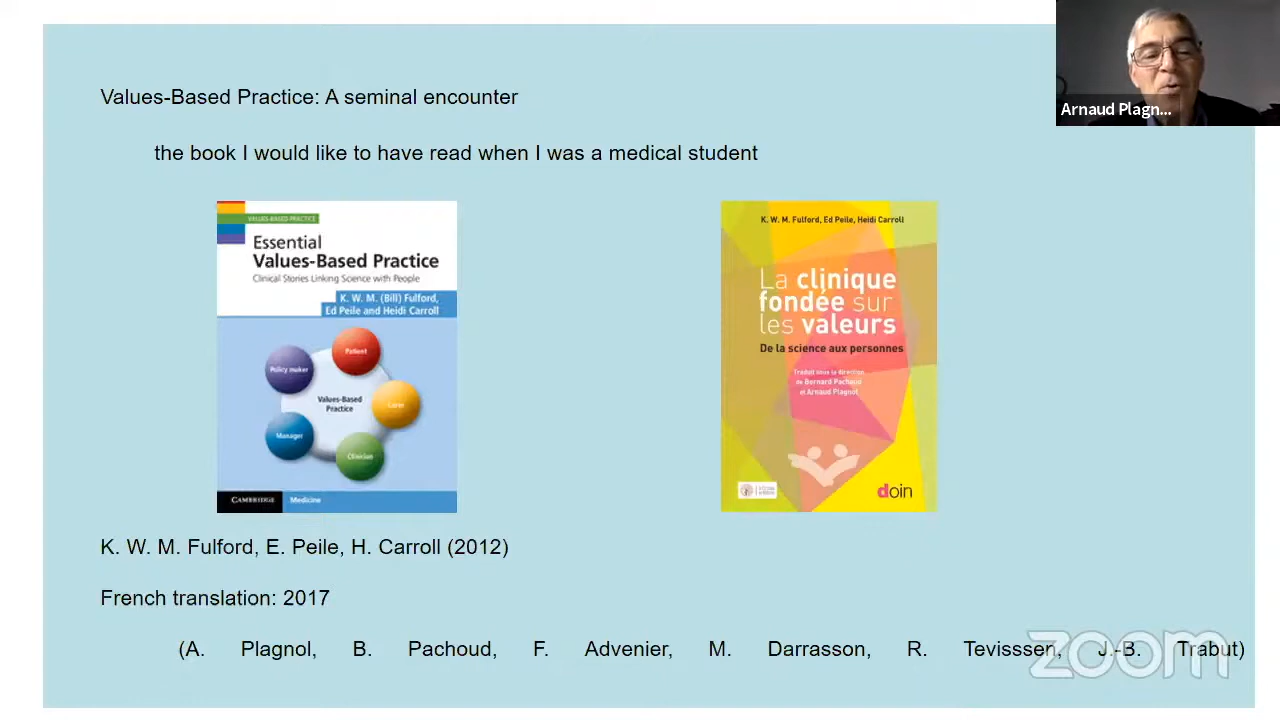 Values-Based Practice: A seminal encounter
Arnaud Plagn...
the book I would like to have read when I was a medical student
VALUES-BASED PRACTICE
Essential
Values-Based Practice
Clinical Stories Linking Science with People
K. W. M. (Bill) Fulford,
Ed Peile and Heidi Carroll
Patient
Policy maker
Values-Based
Practice
Carer
Manager
Clinician
CAMBRIDGE Medicine
K. W. M. Fulford, Ed Peile, Heidi Carroll
La clinique
fondée sur
les valeurs
De la science aux personnes
Traduit sous la direction
de Bernard Pachoud
et Arnaud Plagnol
doin
K. W. M. Fulford, E. Peile, H. Carroll (2012)
French translation: 2017
(A. Plagnol, B. Pachoud, F. Advenier, M. Darrasson, R. Tevisssen, J.-B. Trabut)
zoom